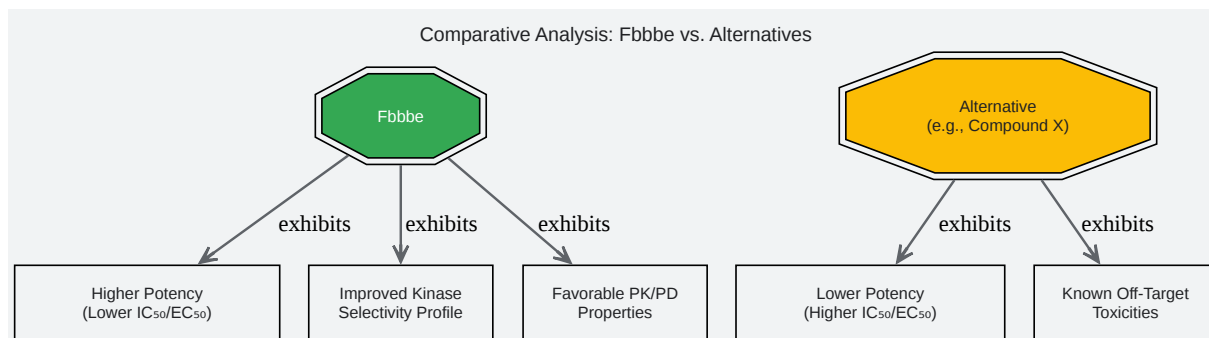 Comparative Analysis: Fbbbe vs. Alternatives
Fbbbe
Alternative
(e.g., Compound X)
exhibits
exhibits
exhibits
exhibits
exhibits
Higher Potency
(Lower IC₅₀/EC₅₀)
Improved Kinase
Selectivity Profile
Favorable PK/PD
Properties
Lower Potency
(Higher IC₅₀/EC₅₀)
Known Off-Target
Toxicities